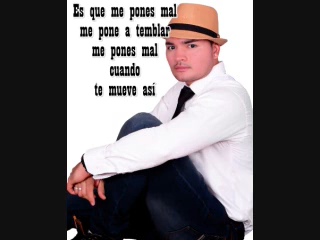 Es que me pones mal
me pone a temblar
me pones mal
cuando
te mueve así